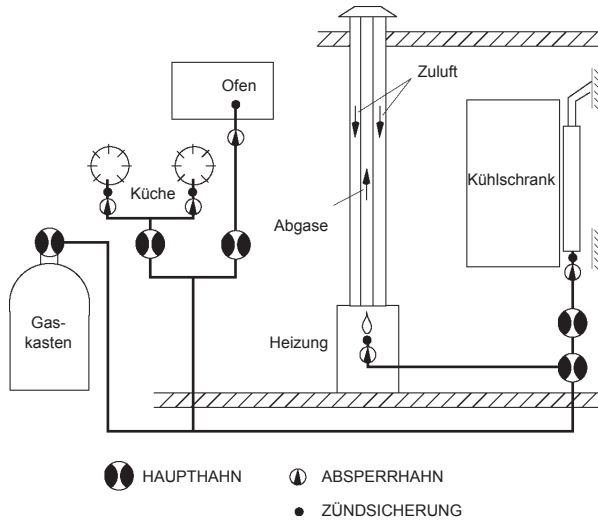 Ofen
Zuluft
Küche
Kühlschrank
Abgase
Gas-
kasten
Heizung
HAUPTHAHN
ABSPERRHAHN
ZÜNDSICHERUNG